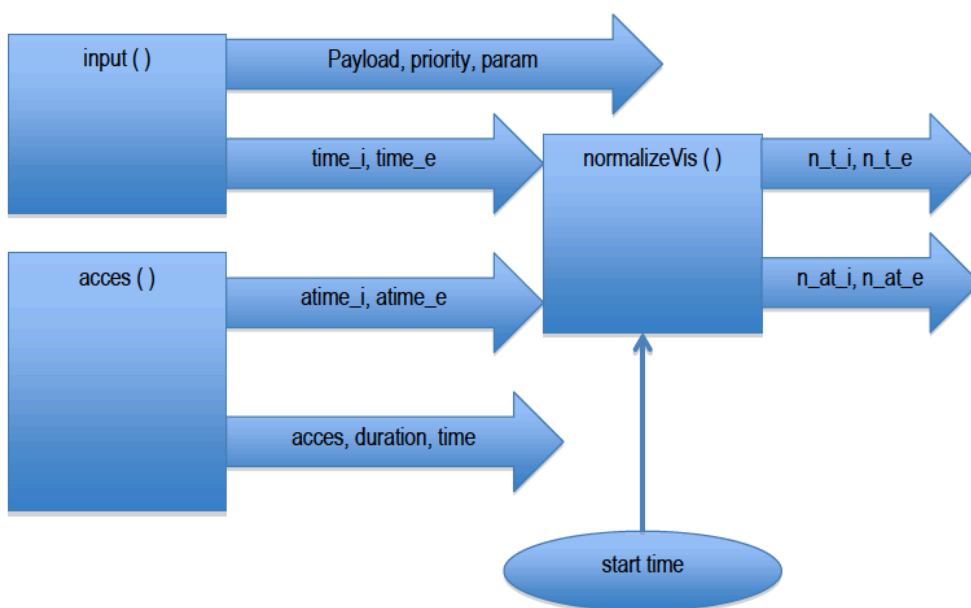 input ( )
Payload, priority, param
time_i, time_e
normalizeVis ( )
n_t_i, n_t_e
acces ( )
atime_i, atime_e
n_at_i, n_at_e
acces, duration, time
start time